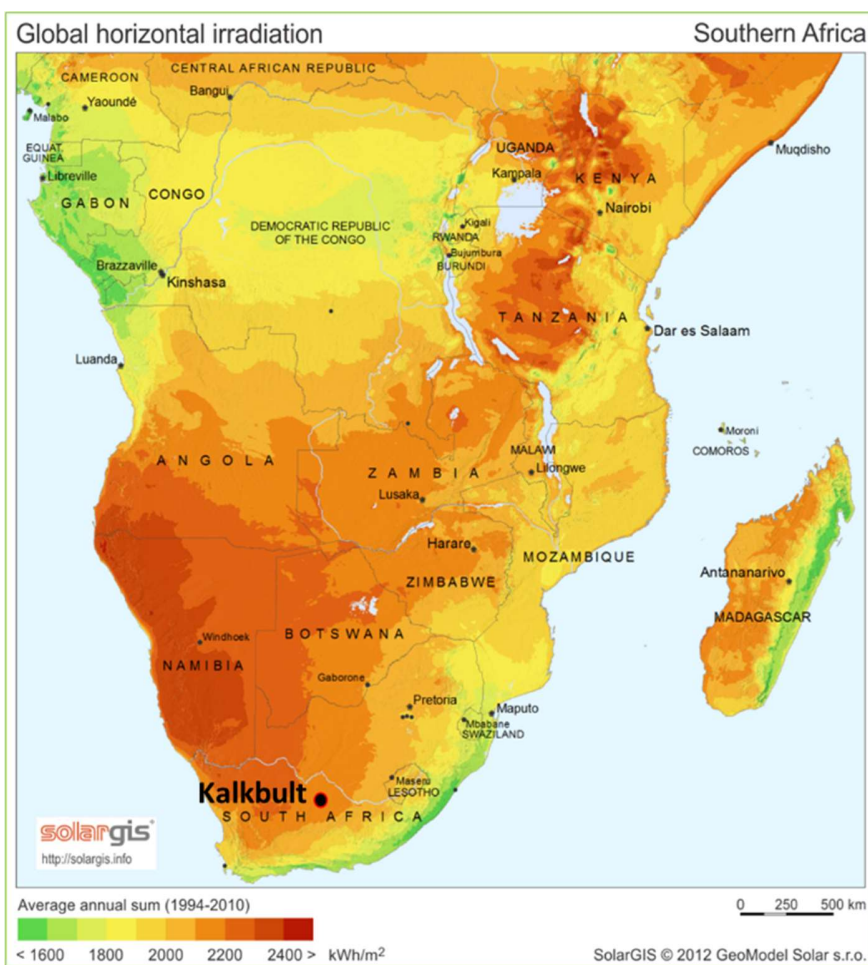 Global horizontal irradiation
Southern Africa
CAMEROON
CENTRAL AFRICAN REPUBLIC
Bangui
Yaoundé
Malabo
EQUAT.
GUINEA
UGANDA
Muqdisho
Libreville
CONGO
Kampala
KENYA
GABON
Nairobi
DEMOCRATIC REPUBLIC
OF THE CONGO
Kigali
RWANDA
Bujumbura
BURUNDI
Brazzaville
Kinshasa
TANZANIA
Dar es Salaam
Luanda
Moroni
COMOROS
ANGOLA
MALAWI
ZAMBIA
Lilongwe
Lusaka
Harare
MOZAMBIQUE
ZIMBABWE
Antananarivo
MADAGASCAR
BOTSWANA
Windhoek
NAMIBIA
Gaborone
Pretoria
Maputo
Mbabane
SWAZILAND
Maseru
LESOTHO
Kalkbult
SOUTH AFRICA
solargis
http://solargis.info
Average annual sum (1994-2010)
0 250 500 km
< 1600 1800 2000 2200 2400 > kWh/m²
SolarGIS © 2012 GeoModel Solar s.r.o.